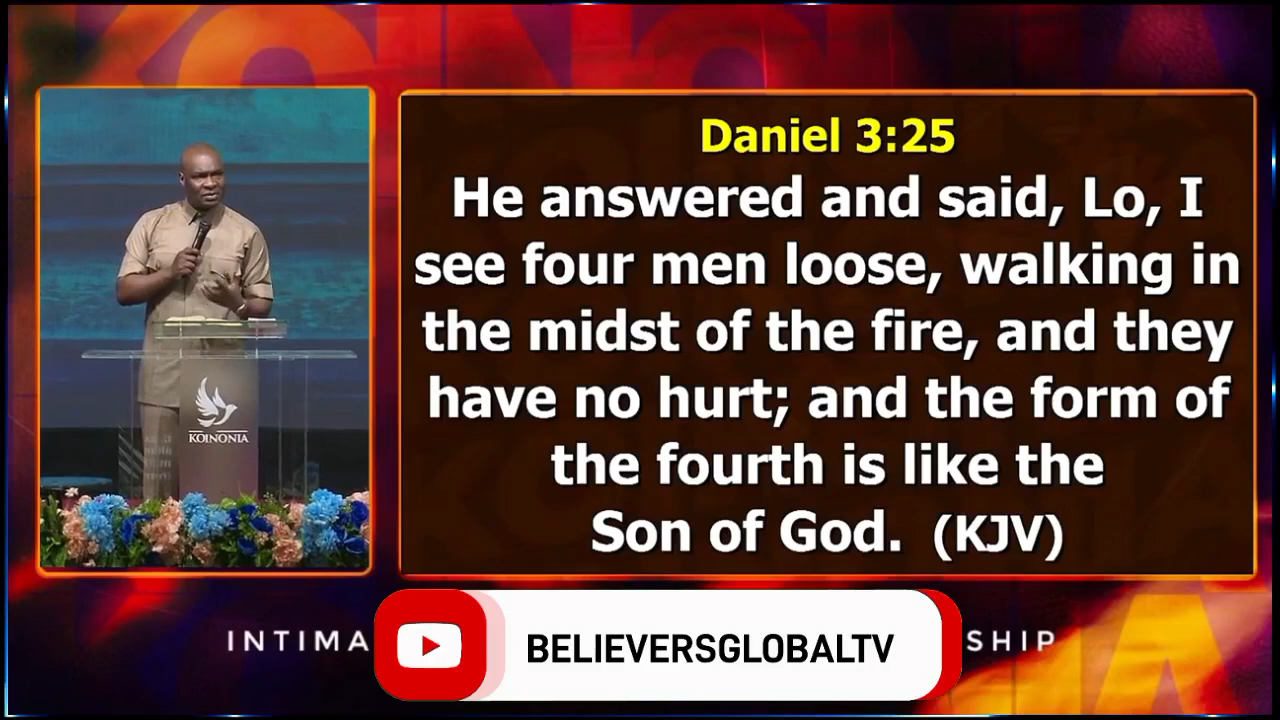 KOINONIA
Daniel 3:25
He answered and said, Lo, I
see four men loose, walking in
the midst of the fire, and they
have no hurt; and the form of
the fourth is like the
Son of God. (KJV)
KOINONIA
INTIMA
SHIP
BELIEVERSGLOBALTV